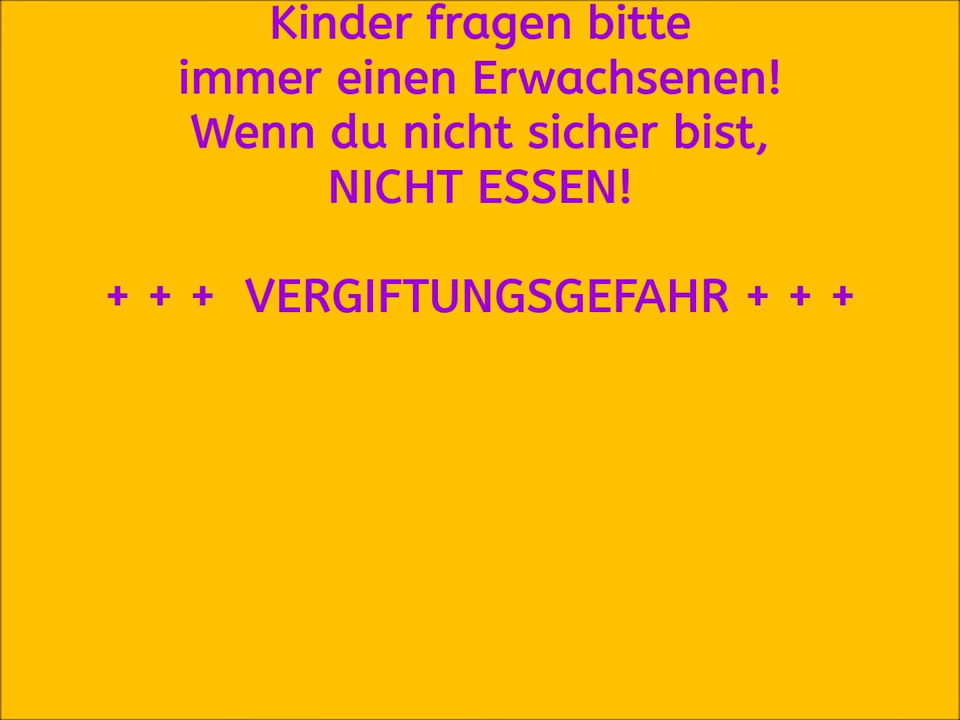 Kinder fragen bitte
immer einen Erwachsenen!
Wenn du nicht sicher bist,
NICHT ESSEN!
+ + + VERGIFTUNGSGEFAHR + + +